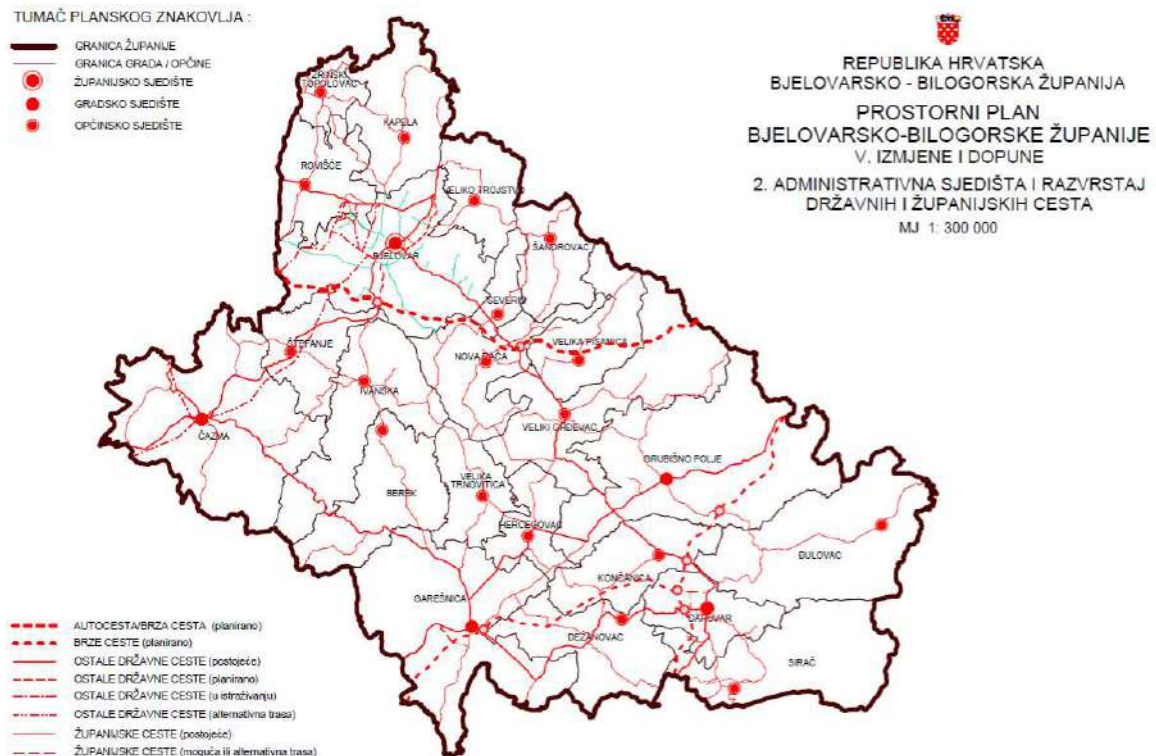 TUMAČ PLANSKOG ZNAKOVLJA :
GRANICA ŽUPANIJE
GRANICA GRADA / OPĆINE
ŽUPANIJSKO SJEDIŠTE
GRADSKO SJEDIŠTE
OPĆINSKO SJEDIŠTE
REPUBLIKA HRVATSKA
BJELOVARSKO - BILOGORSKA ŽUPANIJA
PROSTORNI PLAN
BJELOVARSKO-BILOGORSKE ŽUPANIJE
V. IZMJENE I DOPUNE
2. ADMINISTRATIVNA SJEDIŠTA I RAZVRSTAJ
DRŽAVNIH I ŽUPANIJSKIH CESTA
MJ 1: 300 000
ZRINSKI
TOPOLOVAC
KAPELA
ROVIŠĆE
VELIKO TROJSTVO
ŠANDROVAC
BJELOVAR
SEVERIN
ŠTEFANJE
NOVA RAČA
VELIKA PISANICA
IVANSKA
ČAZMA
VELIKI GRĐEVAC
GRUBIŠNO POLJE
BEREK
VELIKA
TRNOVITICA
HERCEGOVAC
ĐULOVAC
KONČANICA
GAREŠNICA
DARUVAR
DEŽANOVAC
SIRAČ
AUTOCESTA/BRZA CESTA (planirano)
BRZE CESTE (planirano)
OSTALE DRŽAVNE CESTE (postojeće)
OSTALE DRŽAVNE CESTE (planirano)
OSTALE DRŽAVNE CESTE (u istraživanju)
OSTALE DRŽAVNE CESTE (alternativna trasa)
ŽUPANIJSKE CESTE (postojeće)
ŽUPANIJSKE CESTE (moguća ili alternativna trasa)